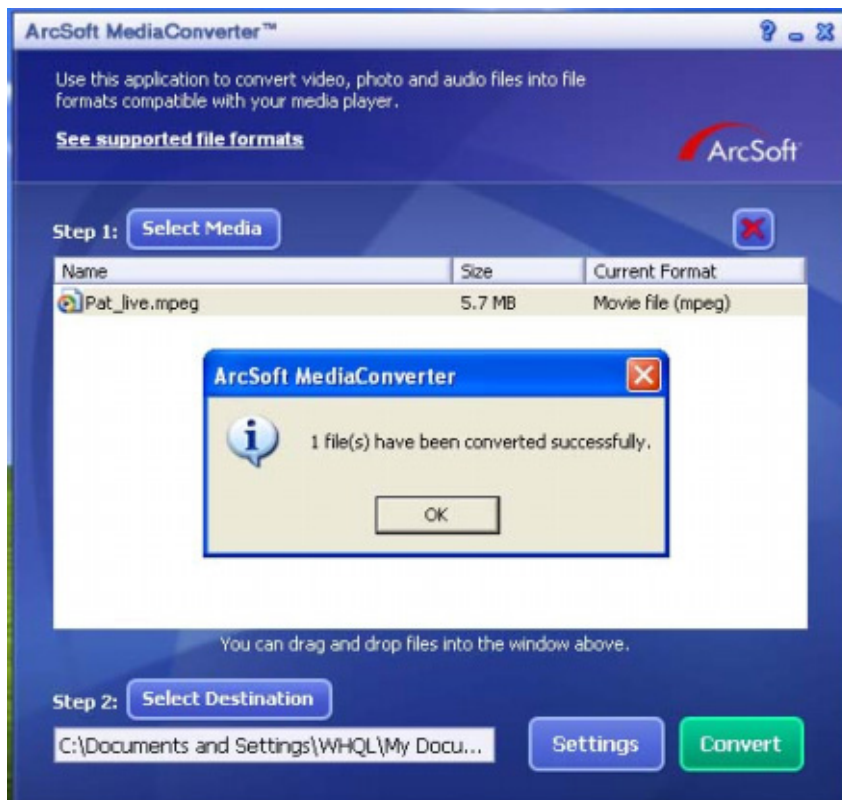 ArcSoft MediaConverter™
Use this application to convert video, photo and audio files into file
formats compatible with your media player.
See supported file formats
ArcSoft
Step 1: Select Media
Name Size Current Format
Pat_live.mpeg 5.7 MB Movie file (mpeg)
ArcSoft MediaConverter
1 file(s) have been converted successfully.
OK
You can drag and drop files into the window above.
Step 2: Select Destination
C:\Documents and Settings\WHQL\My Docu... Settings Convert